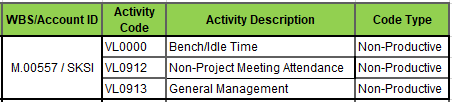 WBS/Account ID Activity Code Activity Description Code Type
VL0000 Bench/Idle Time Non-Productive
M.00557 / SKSI VL0912 Non-Project Meeting Attendance Non-Productive
VL0913 General Management Non-Productive